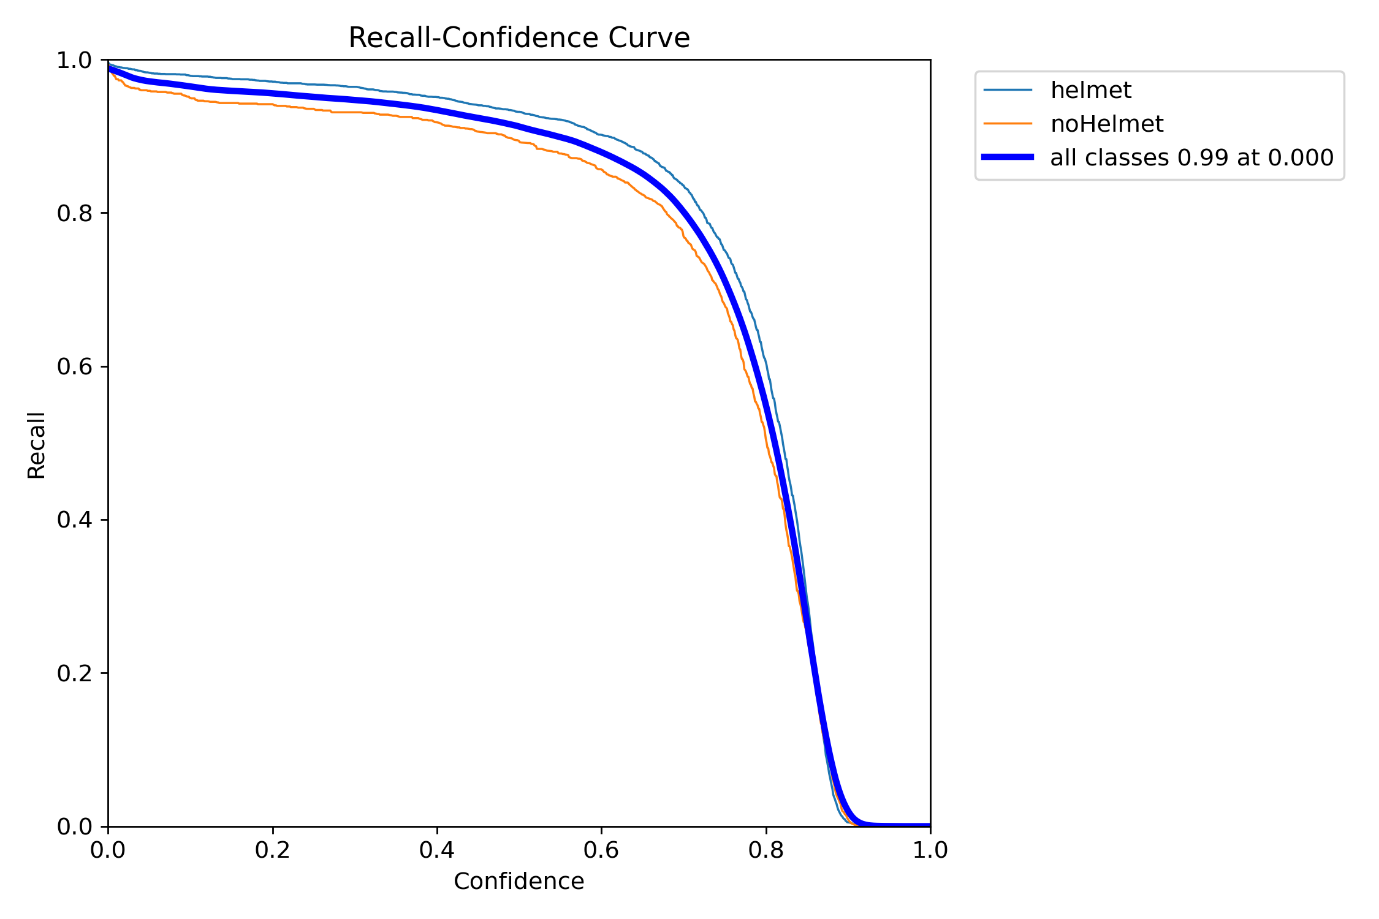 Recall-Confidence Curve
1.0
0.8
0.6
0.4
0.2
0.0
Recall
0.0 0.2 0.4 0.6 0.8 1.0
Confidence
helmet
noHelmet
all classes 0.99 at 0.000